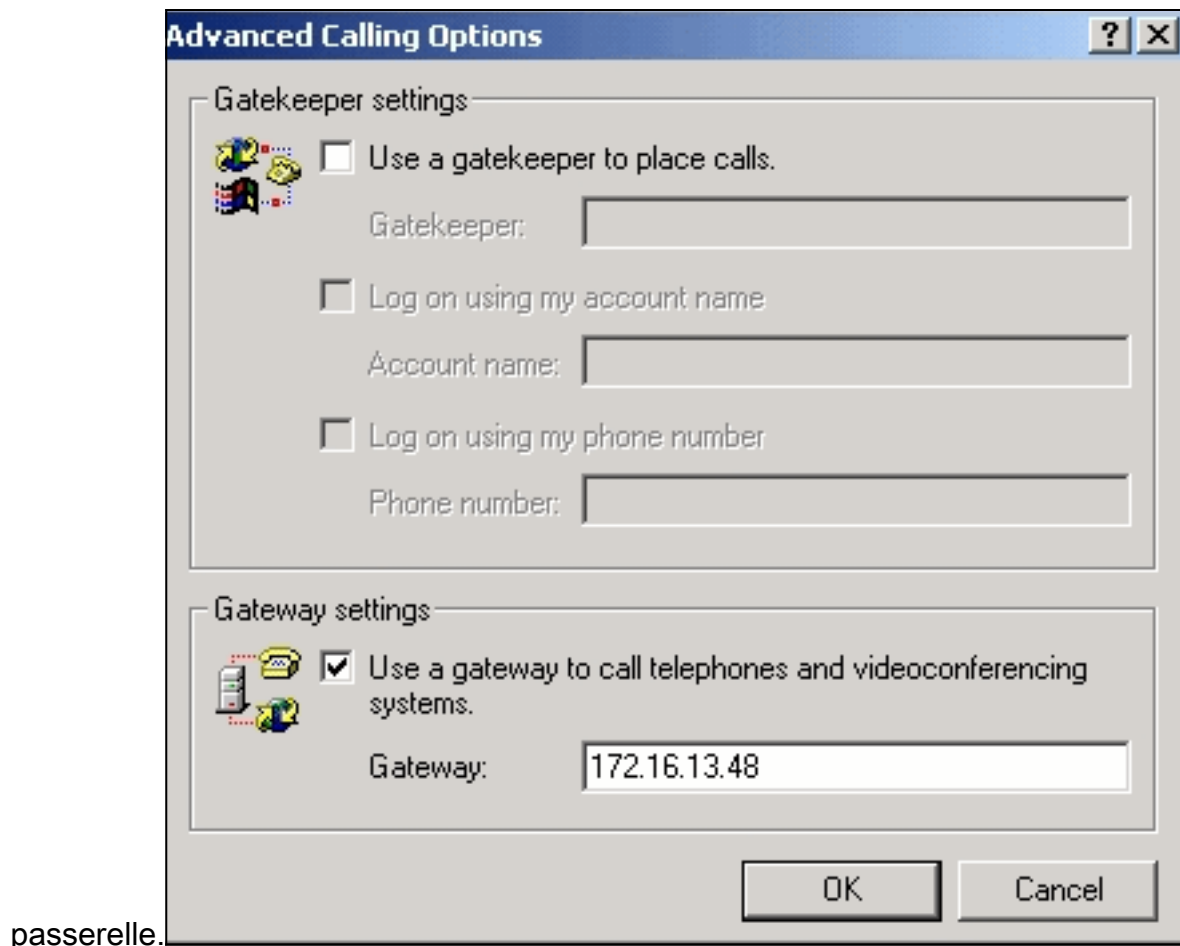 Advanced Calling Options
Gatekeeper settings
Use a gatekeeper to place calls.
Gatekeeper:
Log on using my account name
Account name:
Log on using my phone number
Phone number:
Gateway settings
Use a gateway to call telephones and videoconferencing
systems.
Gateway: 172.16.13.48
OK Cancel
passerelle.